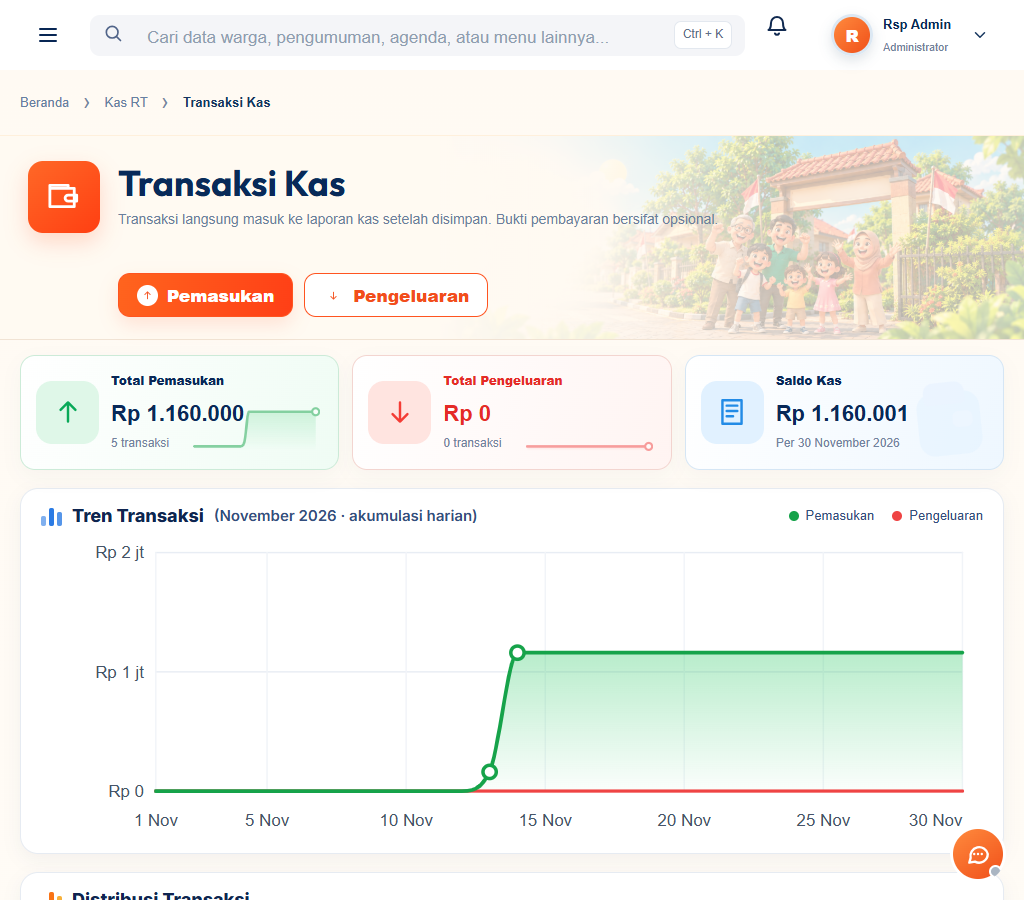 Cari data warga, pengumuman, agenda, atau menu lainnya...
Ctrl + K
R
Rsp Admin
Administrator
Beranda
Kas RT
Transaksi Kas
Transaksi Kas
Transaksi langsung masuk ke laporan kas setelah disimpan. Bukti pembayaran bersifat opsional.
Pemasukan
Pengeluaran
Total Pemasukan
Rp 1.160.000
5 transaksi
Total Pengeluaran
Rp 0
0 transaksi
Saldo Kas
Rp 1.160.001
Per 30 November 2026
Tren Transaksi (November 2026 · akumulasi harian)
Pemasukan
Pengeluaran
Rp 2 jt
Rp 1 jt
Rp 0
1 Nov
5 Nov
10 Nov
15 Nov
20 Nov
25 Nov
30 Nov
Distribusi Transaksi